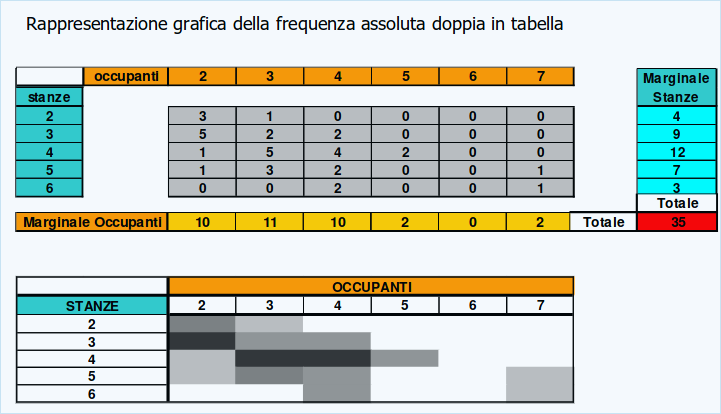 Rappresentazione grafica della frequenza assoluta doppia in tabella
occupanti 2 3 4 5 6 7 Marginale
stanze Stanze
2 3 1 0 0 0 0 4
3 5 2 2 0 0 0 9
4 1 5 4 2 0 0 12
5 1 3 2 0 0 1 7
6 0 0 2 0 0 1 3
Totale
Marginale Occupanti 10 11 10 2 0 2 Totale 35
OCCUPANTI
STANZE 2 3 4 5 6 7
2
3
4
5
6